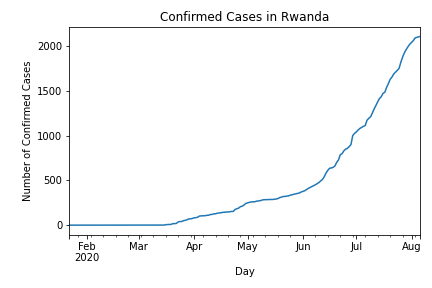 Confirmed Cases in Rwanda
Number of Confirmed Cases
2000
1500
1000
500
0
Feb Mar Apr May Jun Jul Aug
2020
Day